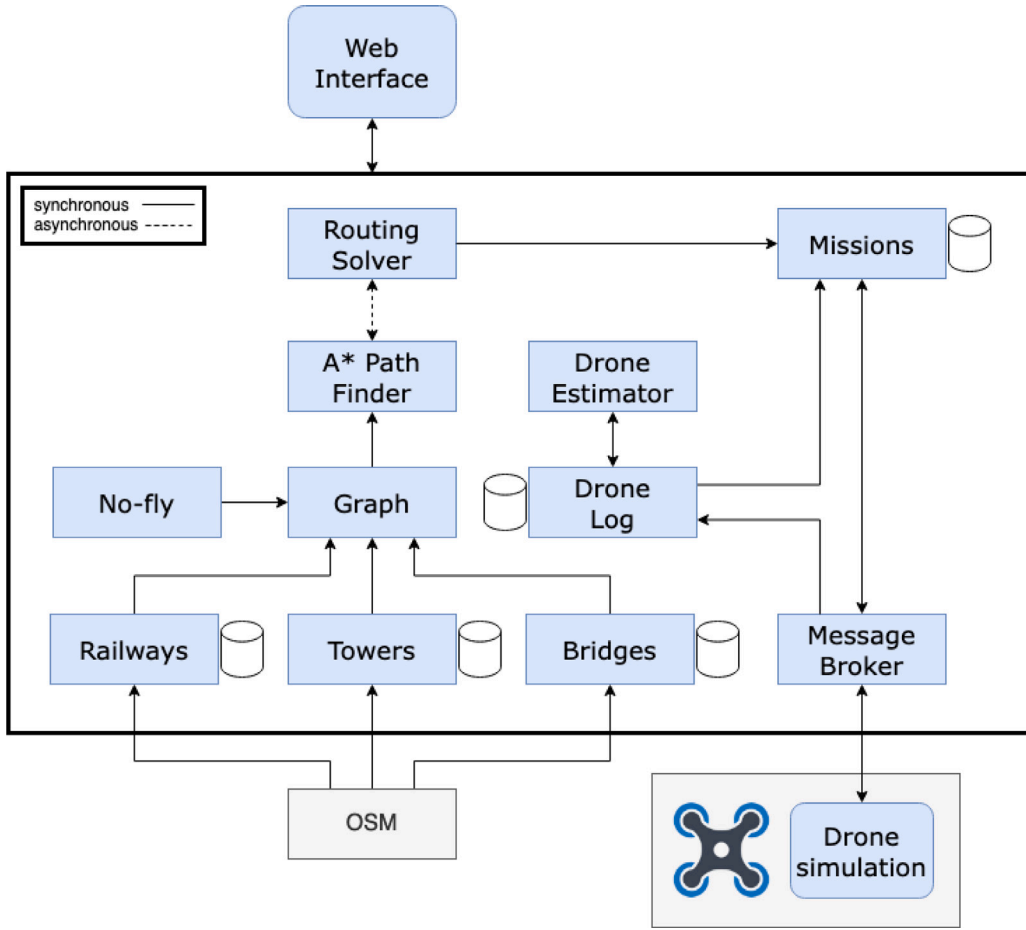 Web
Interface
synchronous
asynchronous
Routing
Solver
Missions
A* Path
Finder
Drone
Estimator
No-fly
Graph
Drone
Log
Railways
Towers
Bridges
Message
Broker
OSM
Drone
simulation